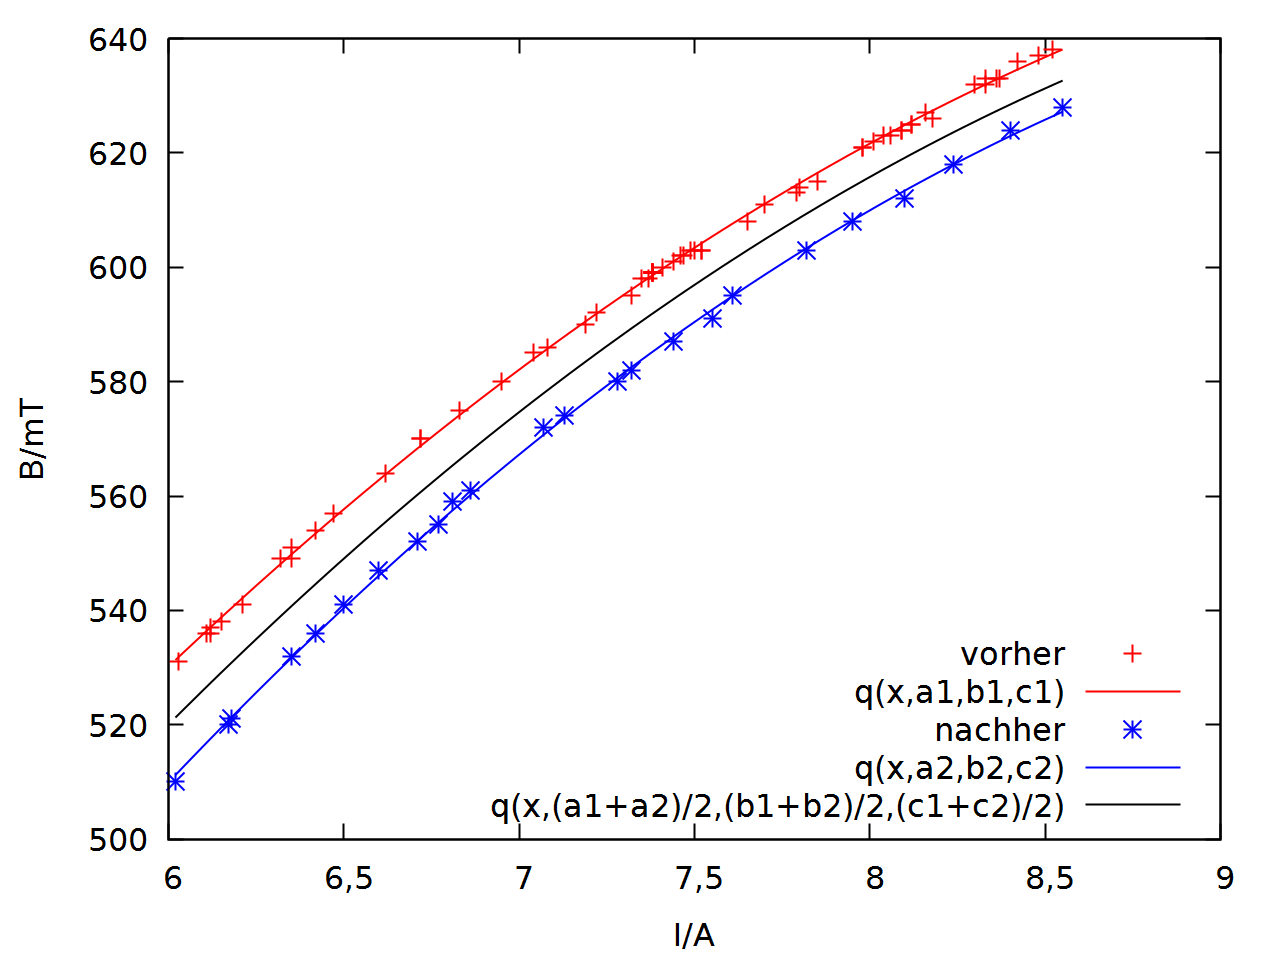 640
620
600
580
560
540
520
500
B/mT
vorher
q(x,a1,b1,c1)
nachher
q(x,a2,b2,c2)
q(x,(a1+a2)/2,(b1+b2)/2,(c1+c2)/2)
6 6,5 7 7,5 8 8,5 9
I/A